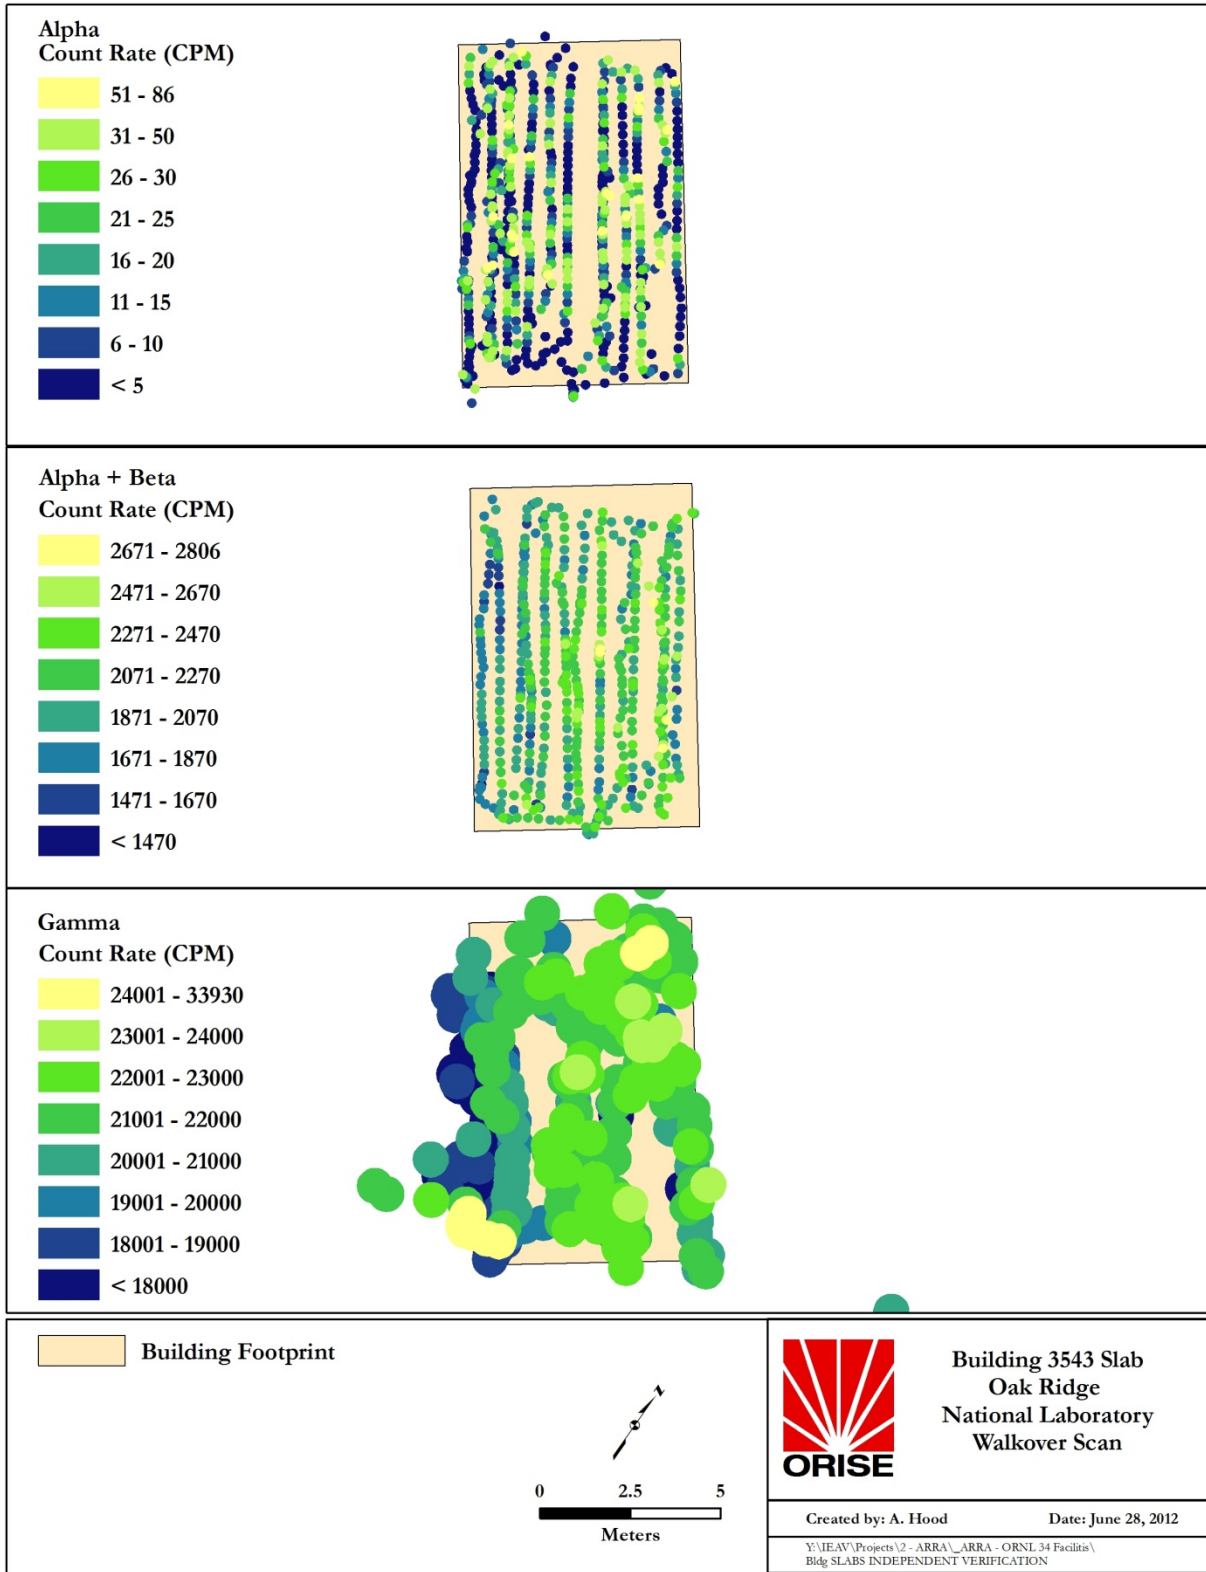 Alpha
Count Rate (CPM)
51 - 86
31 - 50
26 - 30
21 - 25
16 - 20
11 - 15
6 - 10
< 5
Alpha + Beta
Count Rate (CPM)
2671 - 2806
2471 - 2670
2271 - 2470
2071 - 2270
1871 - 2070
1671 - 1870
1471 - 1670
< 1470
Gamma
Count Rate (CPM)
24001 - 33930
23001 - 24000
22001 - 23000
21001 - 22000
20001 - 21000
19001 - 20000
18001 - 19000
< 18000
Building Footprint
N
0 2.5 5
Meters
ORISE
Building 3543 Slab
Oak Ridge
National Laboratory
Walkover Scan
Created by: A. Hood Date: June 28, 2012
Y:\IEAV\Projects\2 - ARRA\_ARRA - ORNL 34 Facilitis\
Bldg SLABS INDEPENDENT VERIFICATION